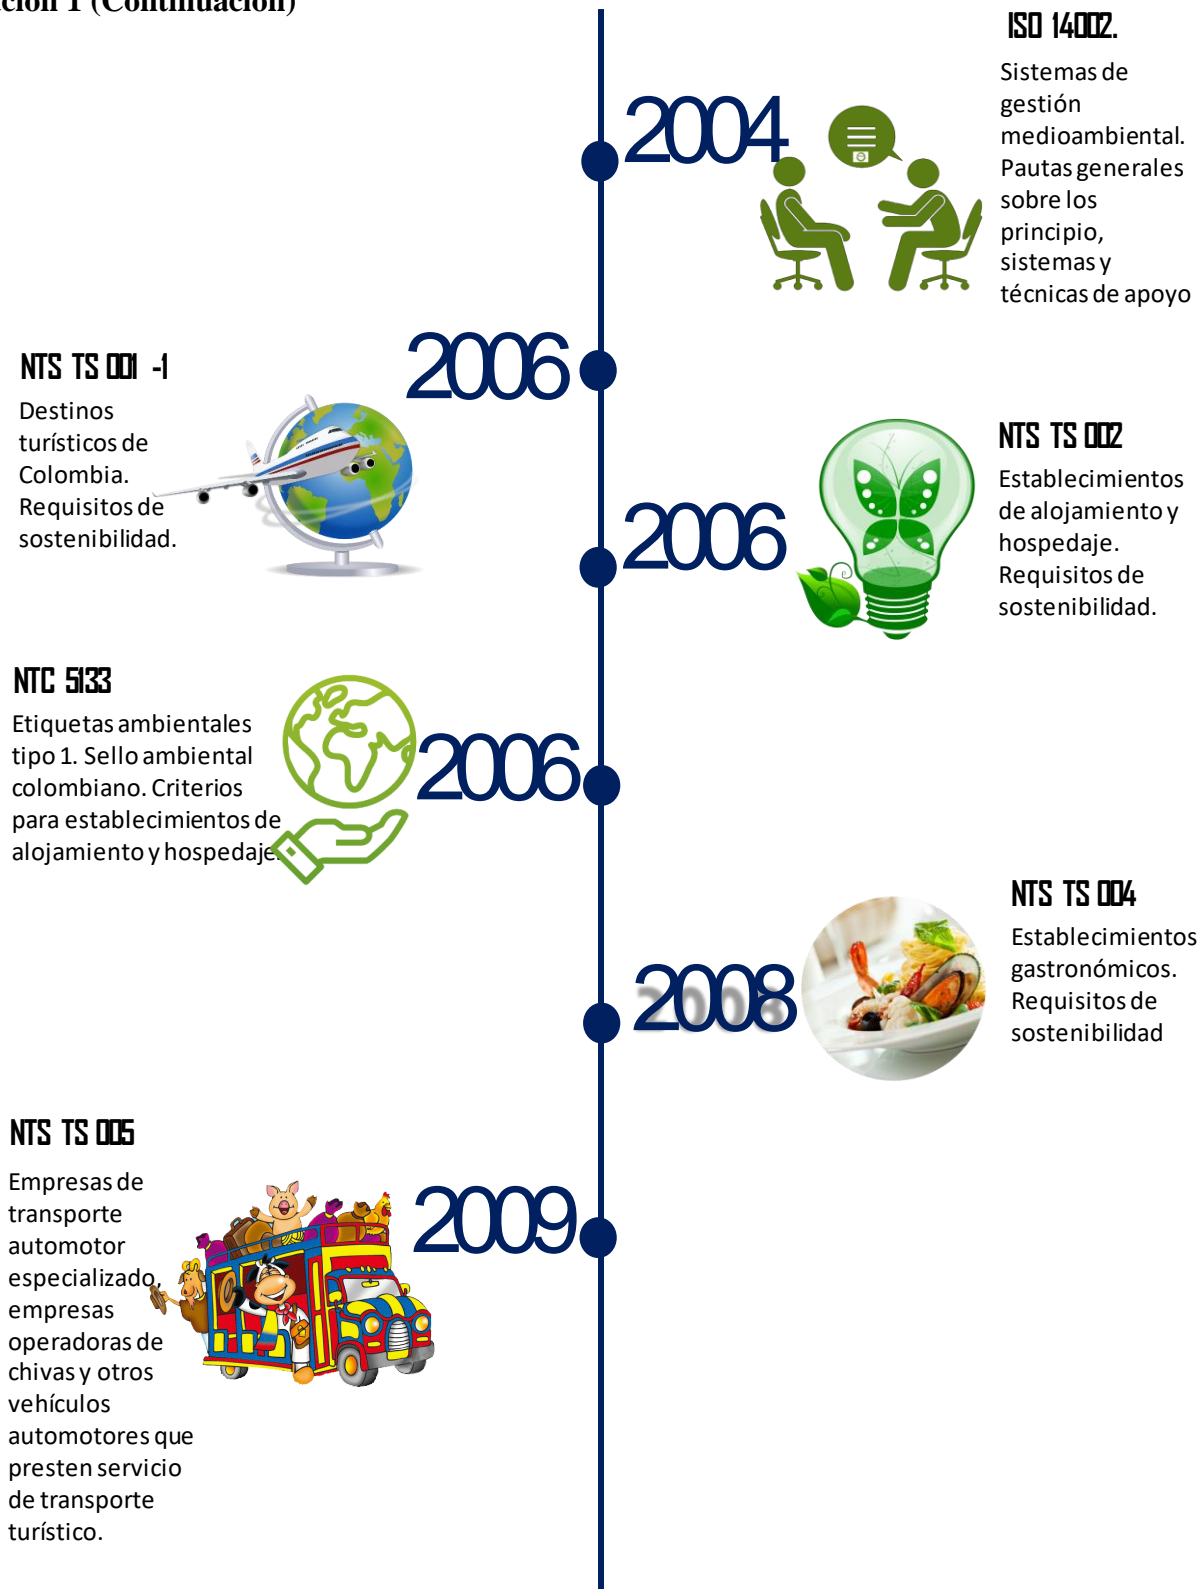 (Continuación)
ISO 14002.
Sistemas de
gestión
medioambiental.
Pautas generales
sobre los
principio,
sistemas y
técnicas de apoyo
2004
2006
NTS TS 001 -1
Destinos
turísticos de
Colombia.
Requisitos de
sostenibilidad.
NTS TS 002
Establecimientos
de alojamiento y
hospedaje.
Requisitos de
sostenibilidad.
2006
NTC 5133
Etiquetas ambientales
tipo 1. Sello ambiental
colombiano. Criterios
para establecimientos de
alojamiento y hospedaje.
2006
NTS TS 004
Establecimientos
gastronómicos.
Requisitos de
sostenibilidad
2008
NTS TS 005
Empresas de
transporte
automotor
especializado,
empresas
operadoras de
chivas y otros
vehículos
automotores que
presten servicio
de transporte
turístico.
2009